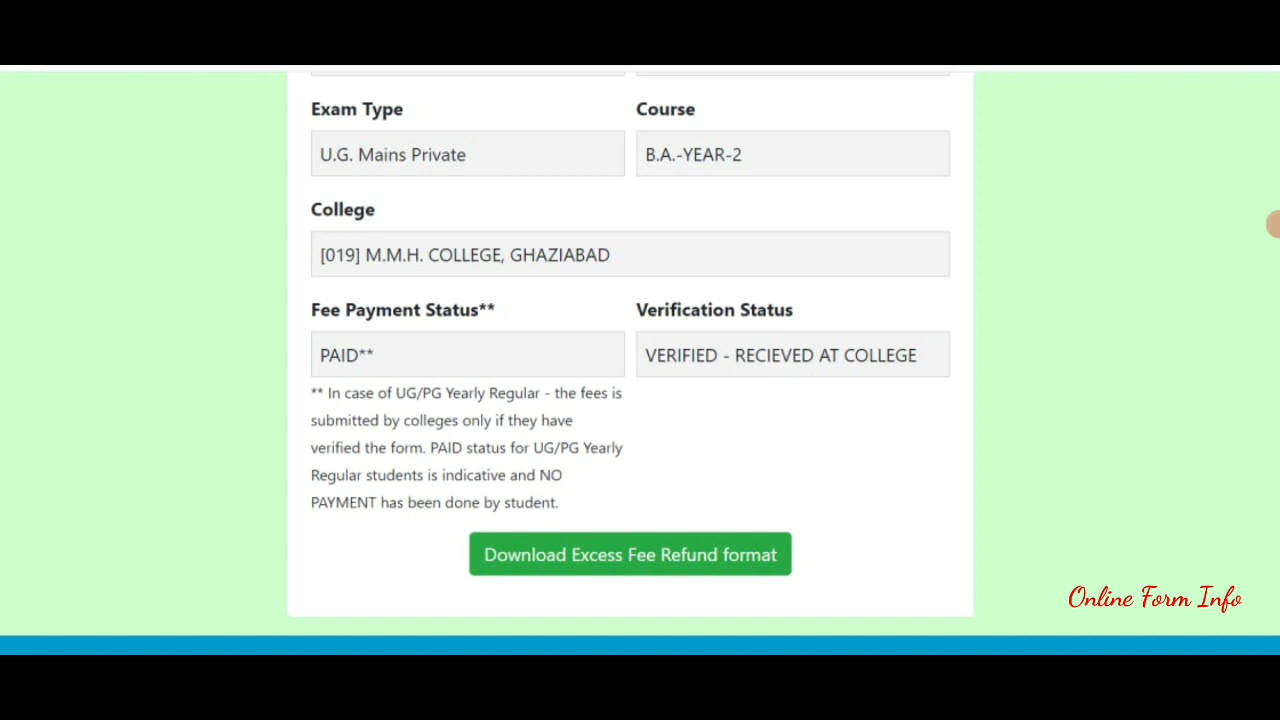 Exam Type
Course
U.G. Mains Private
B.A.-YEAR-2
College
[019] M.M.H. COLLEGE, GHAZIABAD
Fee Payment Status**
Verification Status
PAID**
VERIFIED - RECIEVED AT COLLEGE
** In case of UG/PG Yearly Regular - the fees is
submitted by colleges only if they have
verified the form. PAID status for UG/PG Yearly
Regular students is indicative and NO
PAYMENT has been done by student.
Download Excess Fee Refund format
Online Form Info